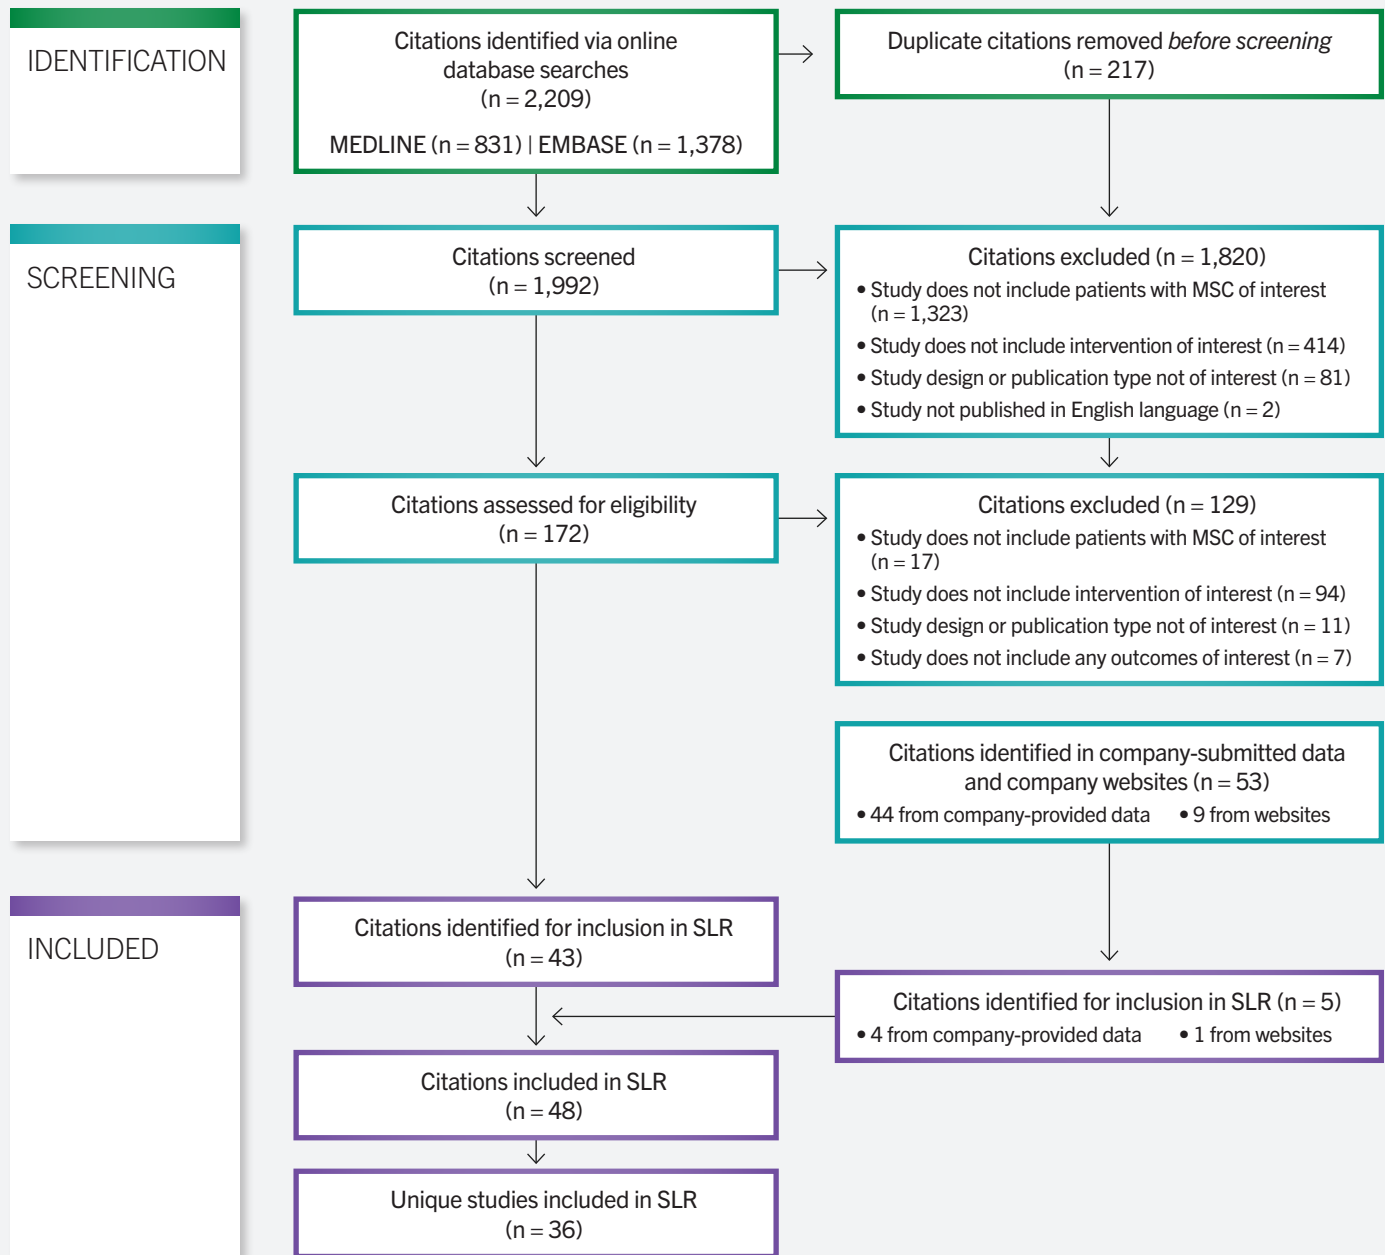 IDENTIFICATION
Citations identified via online
database searches
(n = 2,209)
MEDLINE (n = 831) | EMBASE (n = 1,378)
Duplicate citations removed before screening
(n = 217)
SCREENING
Citations screened
(n = 1,992)
Citations excluded (n = 1,820)
• Study does not include patients with MSC of interest
(n = 1,323)
• Study does not include intervention of interest (n = 414)
• Study design or publication type not of interest (n = 81)
• Study not published in English language (n = 2)
Citations assessed for eligibility
(n = 172)
Citations excluded (n = 129)
• Study does not include patients with MSC of interest
(n = 17)
• Study does not include intervention of interest (n = 94)
• Study design or publication type not of interest (n = 11)
• Study does not include any outcomes of interest (n = 7)
Citations identified in company-submitted data
and company websites (n = 53)
• 44 from company-provided data • 9 from websites
INCLUDED
Citations identified for inclusion in SLR
(n = 43)
Citations identified for inclusion in SLR (n = 5)
• 4 from company-provided data • 1 from websites
Citations included in SLR
(n = 48)
Unique studies included in SLR
(n = 36)